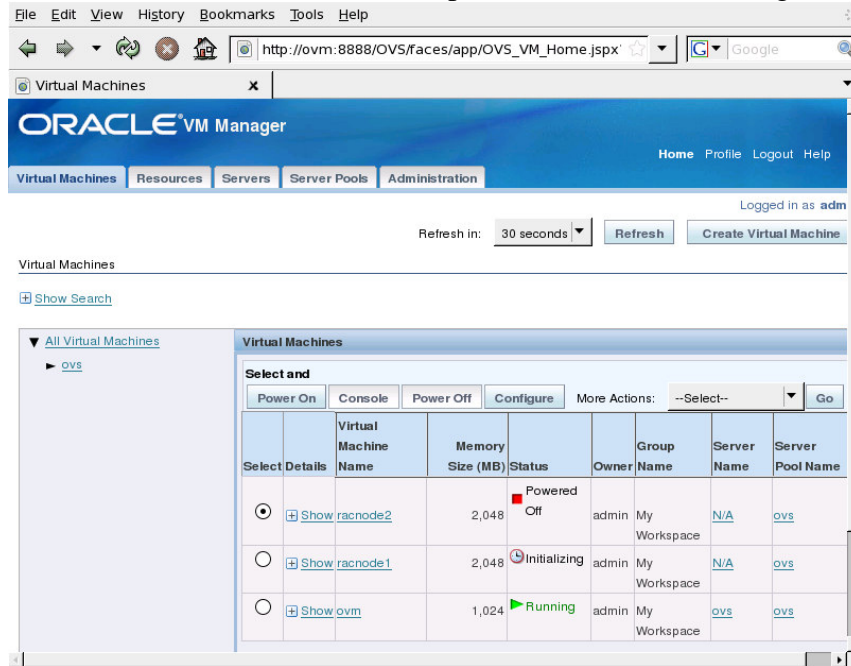 File Edit View History Bookmarks Tools Help
http://ovm:8888/OVS/faces/app/OVS_VM_Home.jspx
Google
Virtual Machines x
ORACLE VM Manager
Home Profile Logout Help
Virtual Machines Resources Servers Server Pools Administration
Logged in as adm
Refresh in: 30 seconds Refresh Create Virtual Machine
Virtual Machines
Show Search
All Virtual Machines
ovs
Virtual Machines
Select and
Power On Console Power Off Configure More Actions: --Select-- Go
Select Details Virtual Machine Name Memory Size (MB) Status Owner Group Name Server Name Server Pool Name
Show racnode2 2,048 Powered Off admin My Workspace N/A ovs
Show racnode1 2,048 Initializing admin My Workspace N/A ovs
Show ovm 1,024 Running admin My Workspace ovs ovs